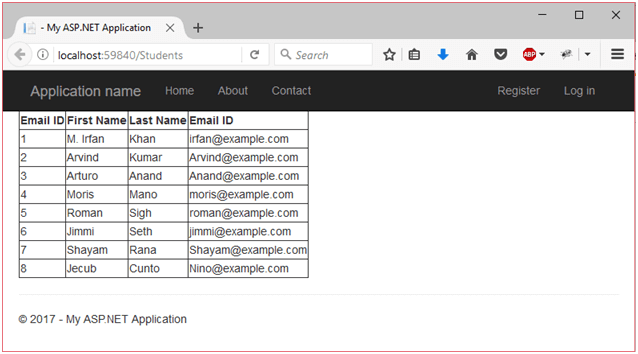 - My ASP.NET Application
localhost:59840/Students
Search
ABP
Application name Home About Contact Register Log in
Email ID First Name Last Name Email ID
1 M. Irfan Khan irfan@example.com
2 Arvind Kumar Arvind@example.com
3 Arturo Anand Anand@example.com
4 Moris Mano moris@example.com
5 Roman Sigh roman@example.com
6 Jimmi Seth jimmi@example.com
7 Shayam Rana Shayam@example.com
8 Jecub Cunto Nino@example.com
© 2017 - My ASP.NET Application